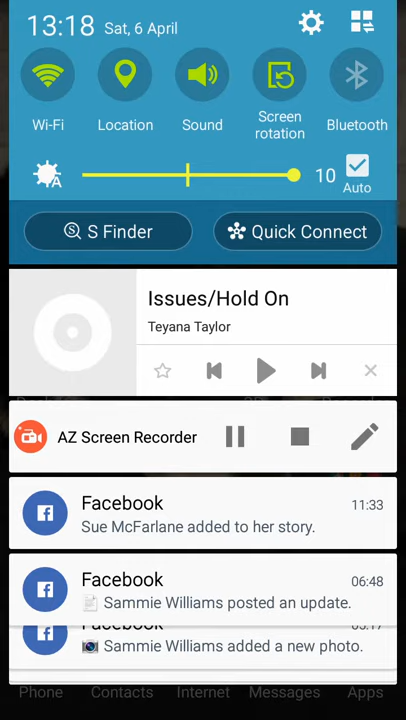 13:18 Sat, 6 April
Wi-Fi
Location
Sound
Screen
rotation
Bluetooth
A
10
Auto
S Finder
Quick Connect
Issues/Hold On
Teyana Taylor
AZ Screen Recorder
Facebook 11:33
Sue McFarlane added to her story.
Facebook 06:48
Sammie Williams posted an update.
Facebook
Sammie Williams added a new photo.
Phone Contacts Internet Messages Apps